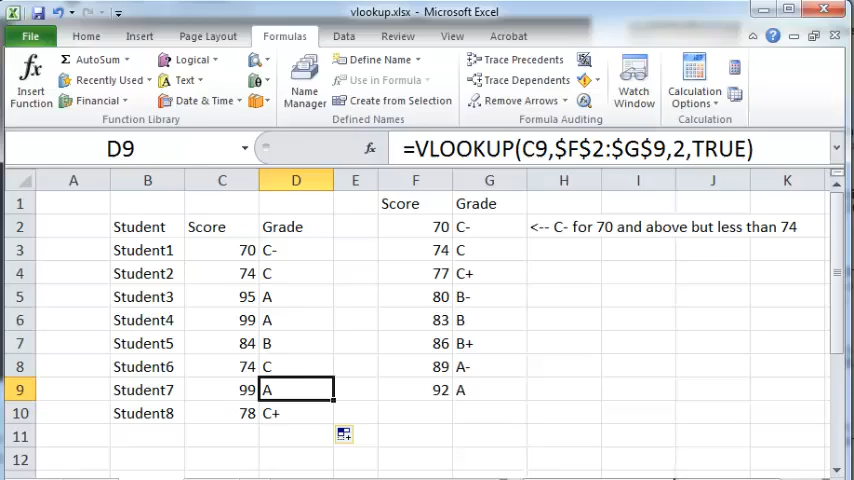 vlookup.xlsx - Microsoft Excel
File Home Insert Page Layout Formulas Data Review View Acrobat
fx Insert Function
Σ AutoSum
Recently Used
Financial
Logical
Text
Date & Time
Function Library
Name Manager
Define Name
Use in Formula
Create from Selection
Defined Names
Trace Precedents
Trace Dependents
Remove Arrows
Formula Auditing
Watch Window
Calculation Options
Calculation
D9 fx =VLOOKUP(C9,$F$2:$G$9,2,TRUE)
A B C D E F G H I J K
1 Score Grade
2 Student Score Grade 70 C- <-- C- for 70 and above but less than 74
3 Student1 70 C- 74 C
4 Student2 74 C 77 C+
5 Student3 95 A 80 B-
6 Student4 99 A 83 B
7 Student5 84 B 86 B+
8 Student6 74 C 89 A-
9 Student7 99 A 92 A
10 Student8 78 C+
11
12